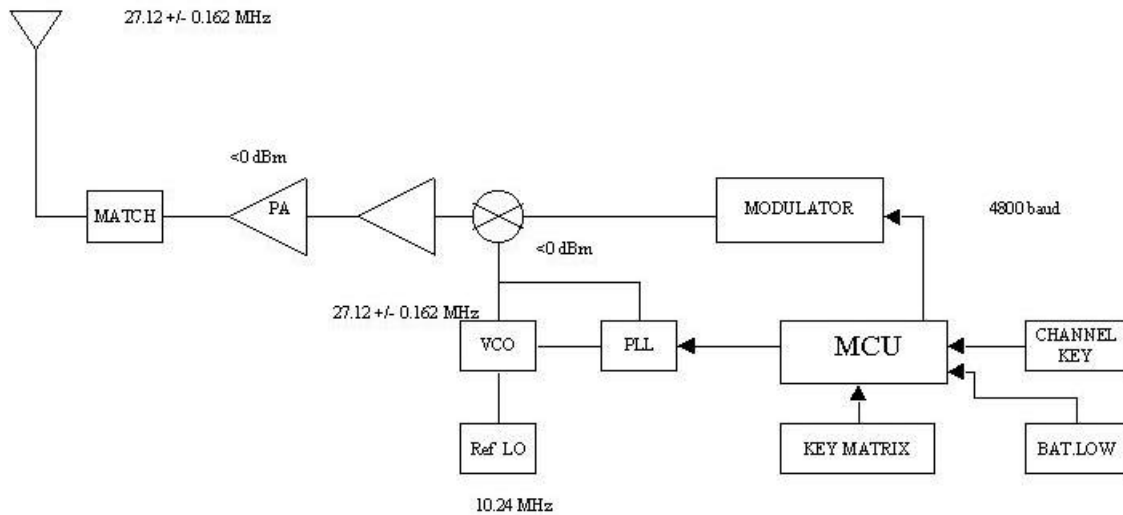 27.12 +/- 0.162 MHz
<0 dBm
MATCH
PA
MODULATOR
4800 baud
<0 dBm
27.12 +/- 0.162 MHz
VCO
PLL
MCU
CHANNEL
KEY
Ref LO
KEY MATRIX
BAT.LOW
10.24 MHz